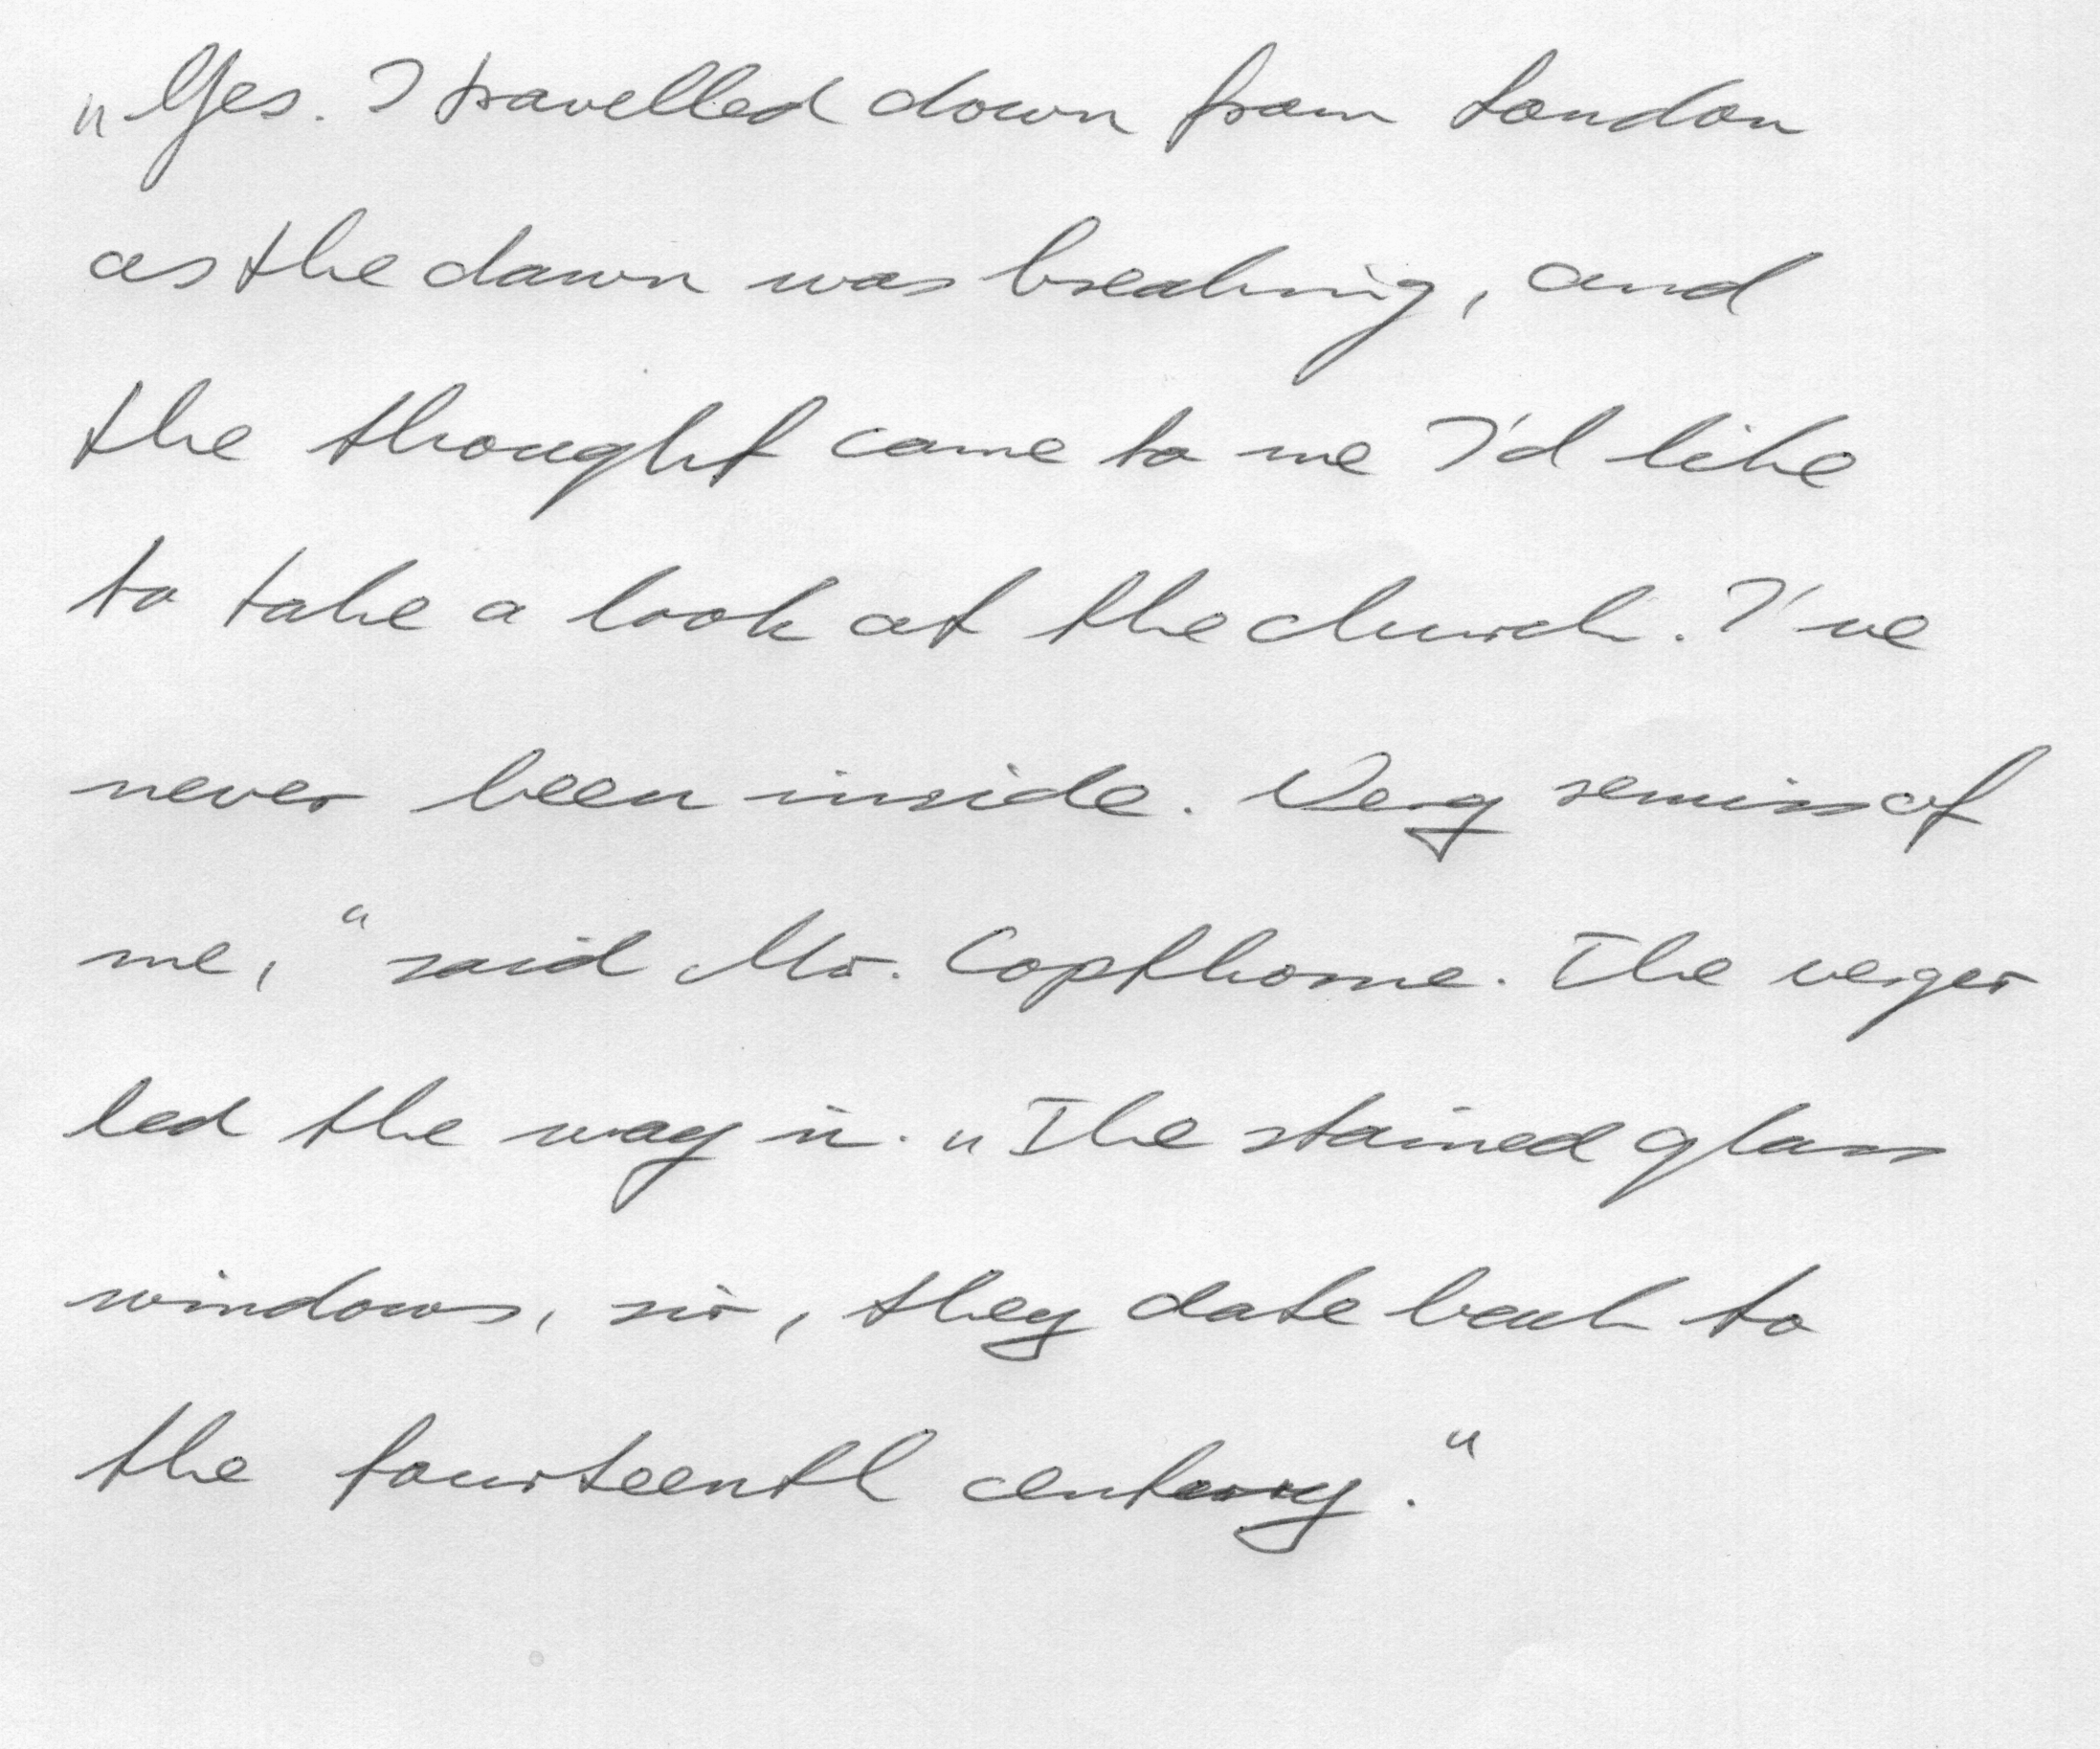 „Yes. I travelled down from London
as the dawn was breaking, and
the thought came to me I'd like
to take a look at the church. I've
never been inside. Very remiss of
me,“ said Mr. Copthorne. The verger
led the way in. „The stained glass
windows, sir, they date back to
the fourteenth century.“